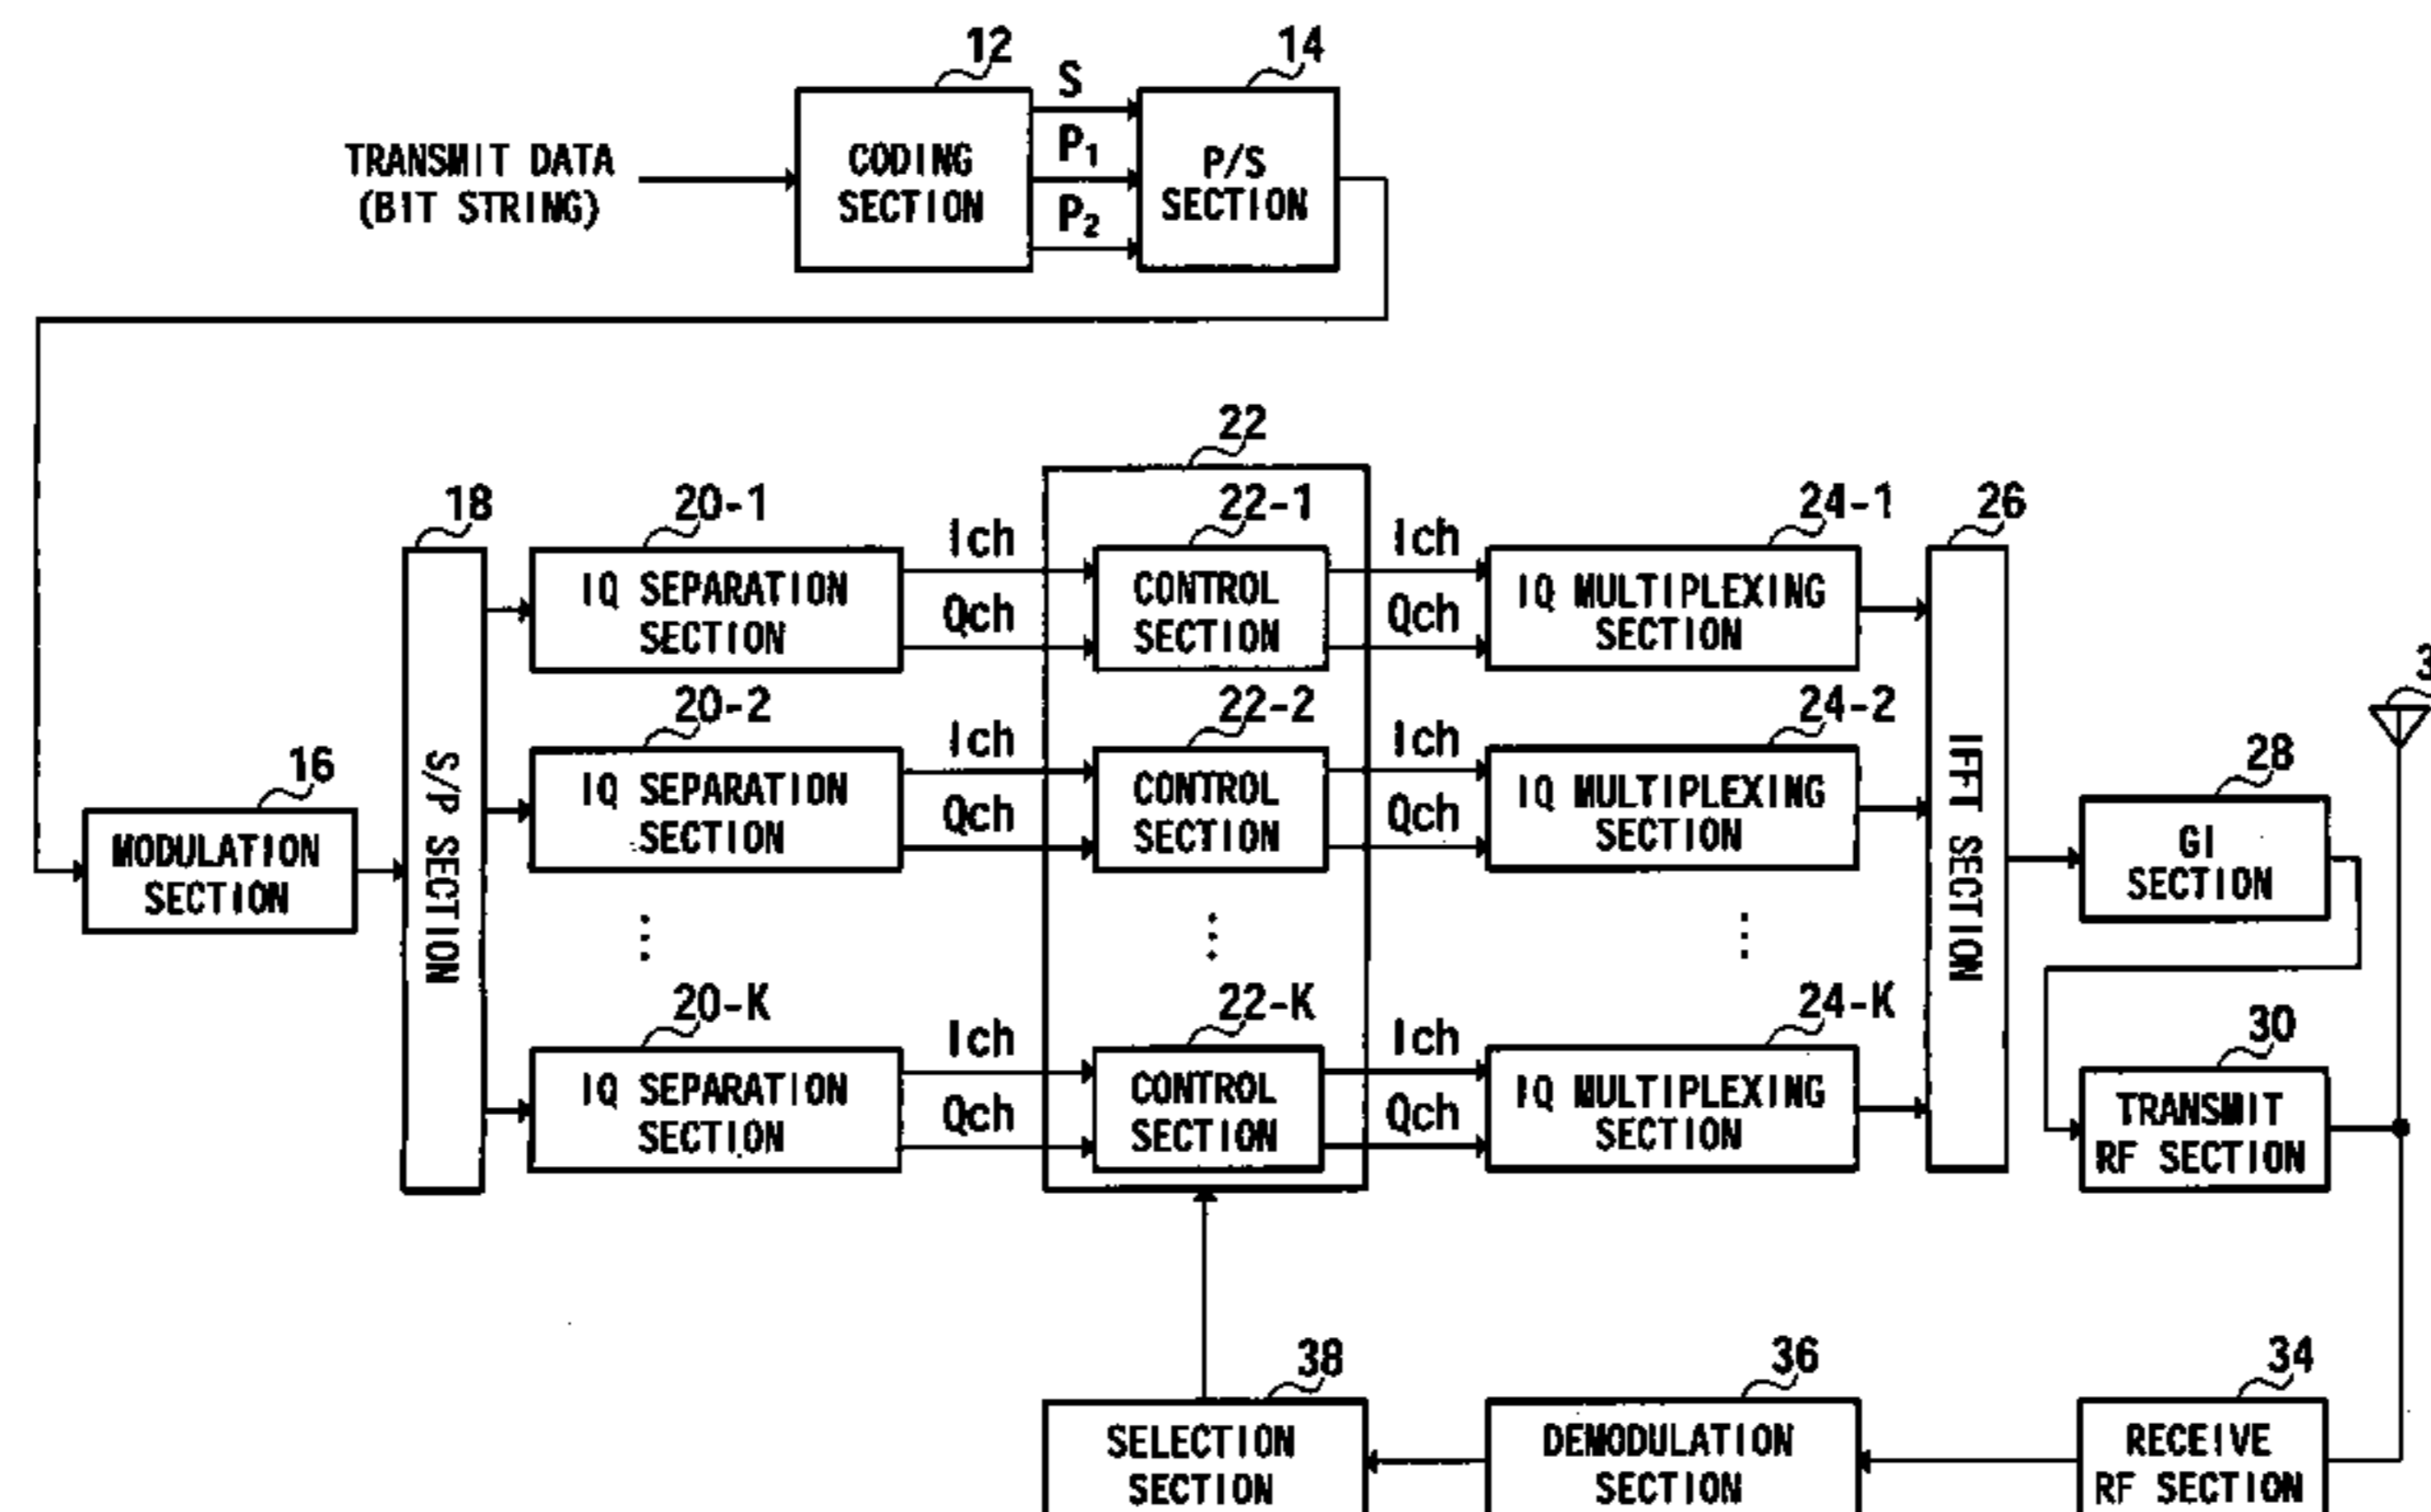 12
14
S
P₁
P₂
TRANSMIT DATA
(BIT STRING)
CODING
SECTION
P/S
SECTION
22
18
20-1
22-1
24-1
26
Ich
Qch
Ich
Qch
IQ SEPARATION
SECTION
CONTROL
SECTION
IQ MULTIPLEXING
SECTION
20-2
22-2
24-2
Ich
Qch
Ich
Qch
IQ SEPARATION
SECTION
CONTROL
SECTION
IQ MULTIPLEXING
SECTION
16
MODULATION
SECTION
S/P SECTION
IFFT SECTION
28
GI
SECTION
20-K
22-K
24-K
Ich
Qch
Ich
Qch
IQ SEPARATION
SECTION
CONTROL
SECTION
IQ MULTIPLEXING
SECTION
30
TRANSMIT
RF SECTION
38
36
34
SELECTION
SECTION
DEMODULATION
SECTION
RECEIVE
RF SECTION